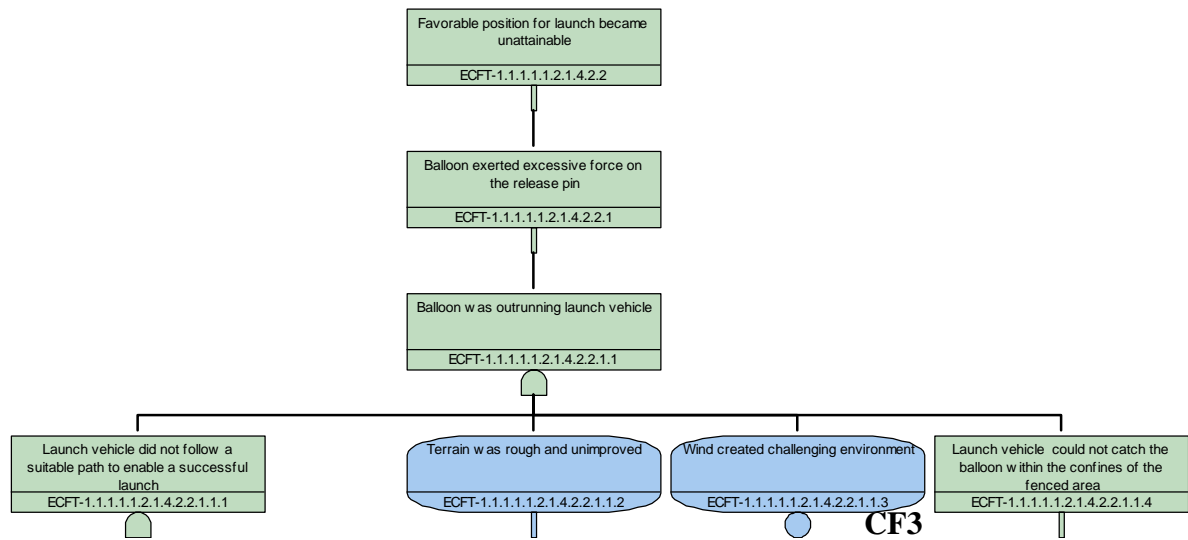 Favorable position for launch became
unattainable
ECFT-1.1.1.1.1.2.1.4.2.2
Balloon exerted excessive force on
the release pin
ECFT-1.1.1.1.1.2.1.4.2.2.1
Balloon was outrunning launch vehicle
ECFT-1.1.1.1.1.2.1.4.2.2.1.1
Launch vehicle did not follow a
suitable path to enable a successful
launch
ECFT-1.1.1.1.1.2.1.4.2.2.1.1.1
Terrain was rough and unimproved
ECFT-1.1.1.1.1.2.1.4.2.2.1.1.2
Wind created challenging environment
ECFT-1.1.1.1.1.2.1.4.2.2.1.1.3
CF3
Launch vehicle could not catch the
balloon within the confines of the
fenced area
ECFT-1.1.1.1.1.2.1.4.2.2.1.1.4